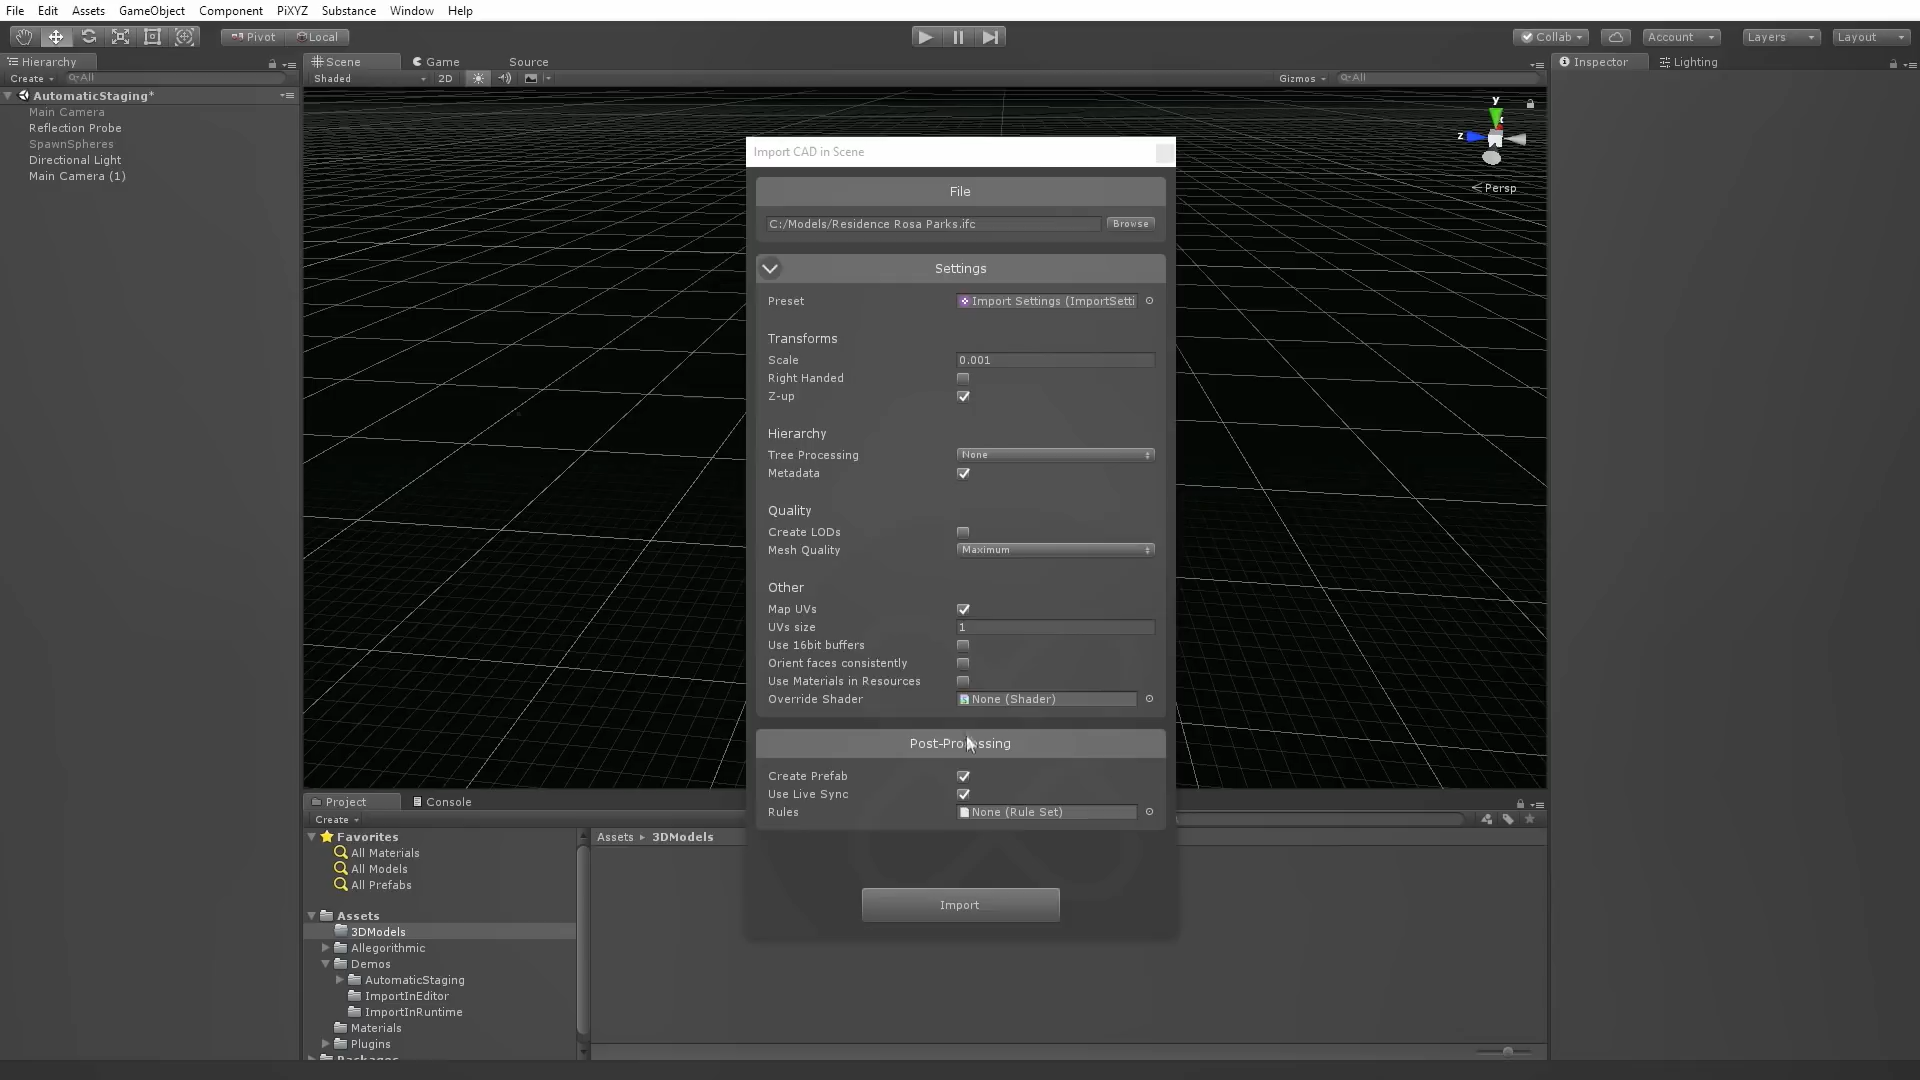 File Edit Assets GameObject Component PiXYZ Substance Window Help
Pivot Local Collab Account Layers Layout
Hierarchy
Create All
AutomaticStaging*
Main Camera
Reflection Probe
SpawnSpheres
Directional Light
Main Camera (1)
Scene Game Source
Shaded 2D Gizmos All
y
z
Persp
Inspector Lighting
Import CAD in Scene
File
C:/Models/Residence Rosa Parks.ifc Browse
Settings
Preset Import Settings (ImportSetti
Transforms
Scale 0.001
Right Handed
Z-up
Hierarchy
Tree Processing None
Metadata
Quality
Create LODs
Mesh Quality Maximum
Other
Map UVs
UVs size 1
Use 16bit buffers
Orient faces consistently
Use Materials in Resources
Override Shader None (Shader)
Post-Processing
Create Prefab
Use Live Sync
Rules None (Rule Set)
Import
Project Console
Create
Favorites
All Materials
All Models
All Prefabs
Assets
3DModels
Allegorithmic
Demos
AutomaticStaging
ImportInEditor
ImportInRuntime
Materials
Plugins
Packages
Assets 3DModels